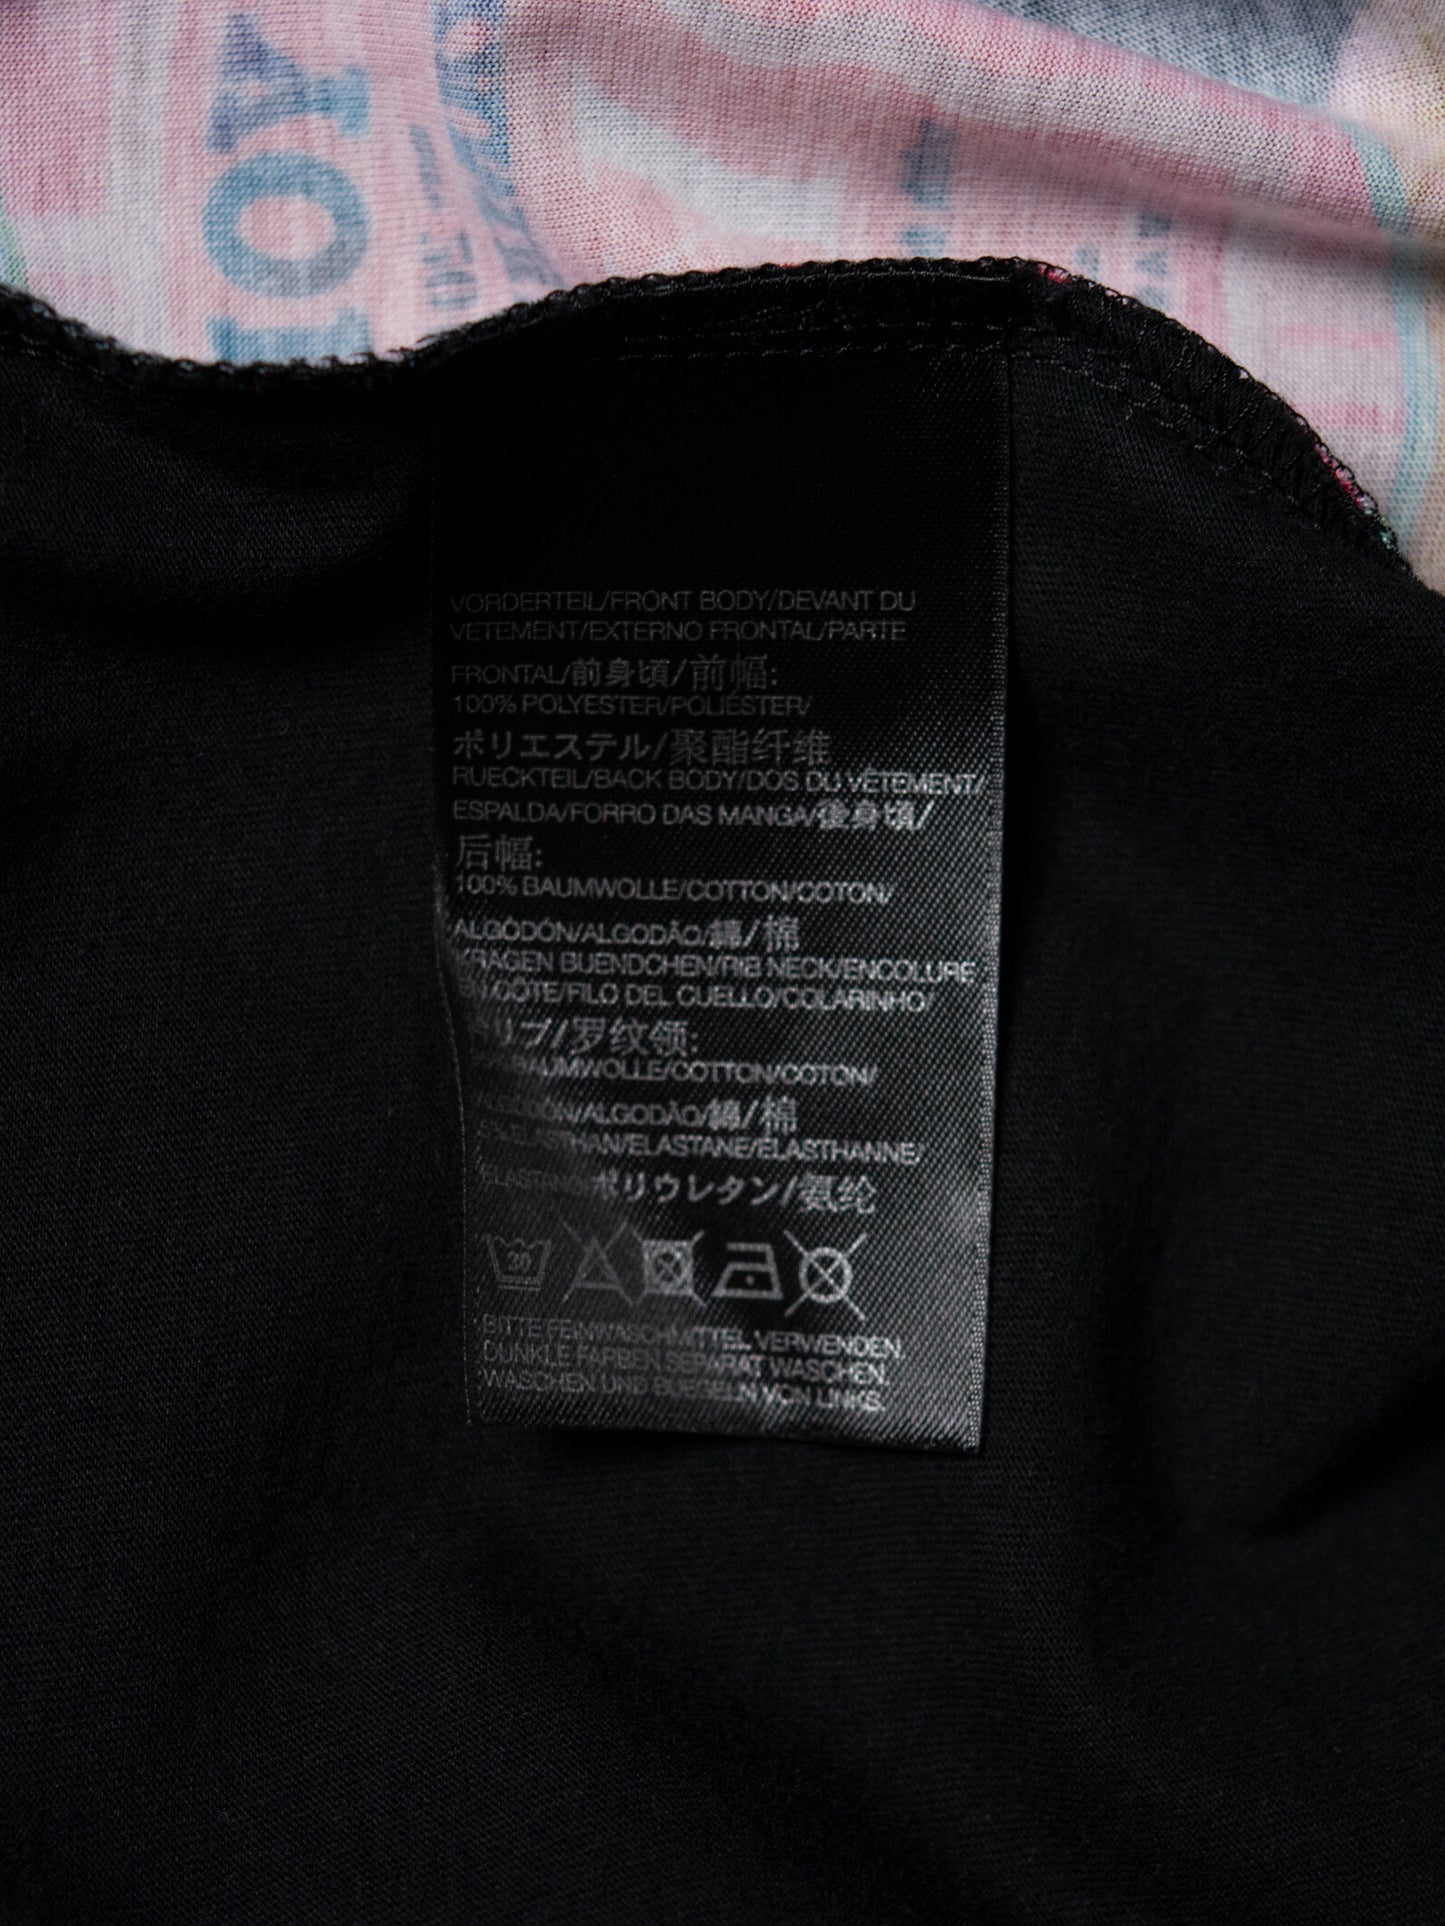 VORDERTEIL/FRONT BODY/DEVANT DU
VETEMENT/EXTERNO FRONTAL/PARTE
FRONTAL/前身頃/前幅:
100% POLYESTER/POLIÉSTER/
ポリエステル/聚酯纤维
RUECKTEIL/BACK BODY/DOS DU VÊTEMENT/
ESPALDA/FORRO DAS MANGA/後身頃/
后幅:
100% BAUMWOLLE/COTTON/COTON/
ALGODÓN/ALGODÃO/綿/棉
KRAGEN BUENDCHEN/RIB NECK/ENCOLURE
EN COTE/FILO DEL CUELLO/COLARINHO/
リブ/罗纹领:
BAUMWOLLE/COTTON/COTON/
ALGODÓN/ALGODÃO/綿/棉
5% ELASTHAN/ELASTANE/ÉLASTHANNE/
ELASTANO/ポリウレタン/氨纶
30
BITTE FEINWASCHMITTEL VERWENDEN
DUNKLE FARBEN SEPARAT WASCHEN
WASCHEN UND BUEGELN VON LINKS.